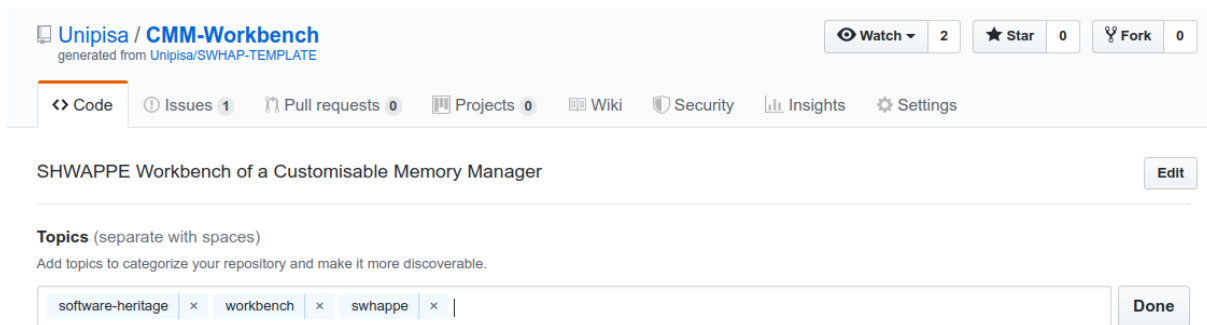 Unipisa / CMM-Workbench
generated from Unipisa/SWHAP-TEMPLATE
Watch 2 Star 0 Fork 0
Code Issues 1 Pull requests 0 Projects 0 Wiki Security Insights Settings
SHWAPPE Workbench of a Customisable Memory Manager
Edit
Topics (separate with spaces)
Add topics to categorize your repository and make it more discoverable.
software-heritage × workbench × swhappe ×
Done